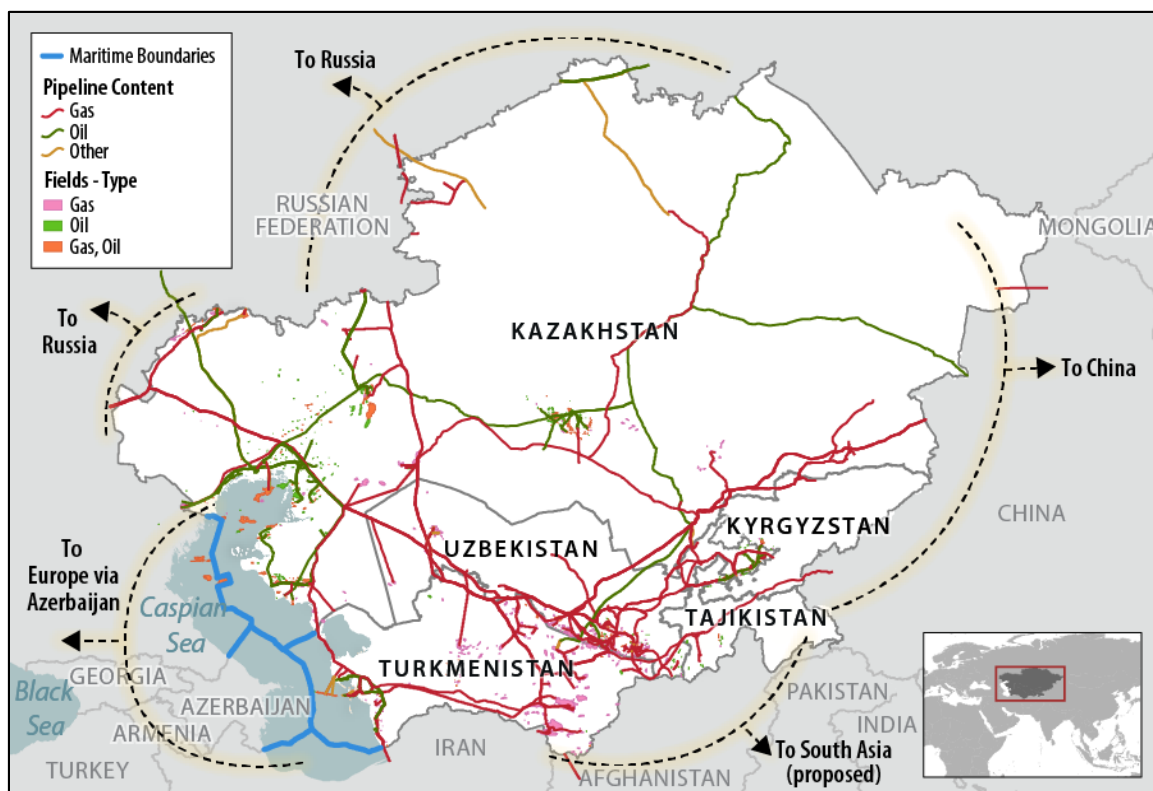 Maritime Boundaries
Pipeline Content
Gas
Oil
Other
Fields - Type
Gas
Oil
Gas, Oil
To Russia
RUSSIAN
FEDERATION
MONGOLIA
To
Russia
KAZAKHSTAN
To China
CHINA
KYRGYZSTAN
UZBEKISTAN
To
Europe via
Azerbaijan
Caspian
Sea
TAJIKISTAN
TURKMENISTAN
GEORGIA
Black
Sea
AZERBAIJAN
ARMENIA
TURKEY
IRAN
AFGHANISTAN
PAKISTAN
INDIA
To South Asia
(proposed)